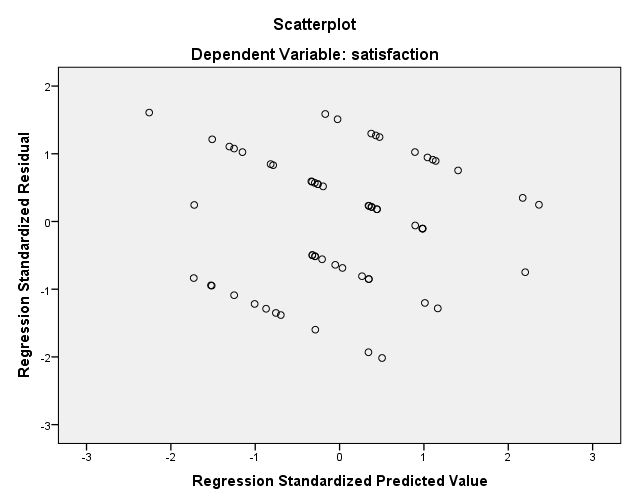 Scatterplot
Dependent Variable: satisfaction
Regression Standardized Residual
2
1
0
-1
-2
-3
-3 -2 -1 0 1 2 3
Regression Standardized Predicted Value